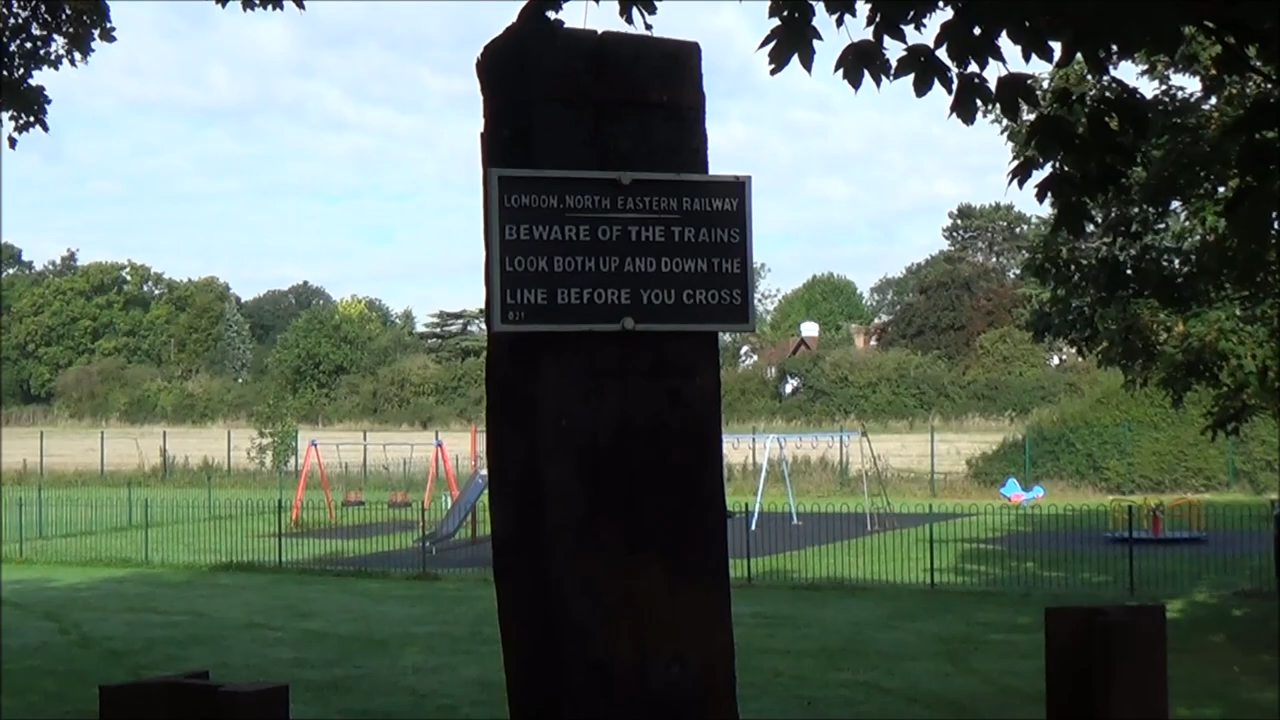 LONDON. NORTH EASTERN RAILWAY
BEWARE OF THE TRAINS
LOOK BOTH UP AND DOWN THE
LINE BEFORE YOU CROSS